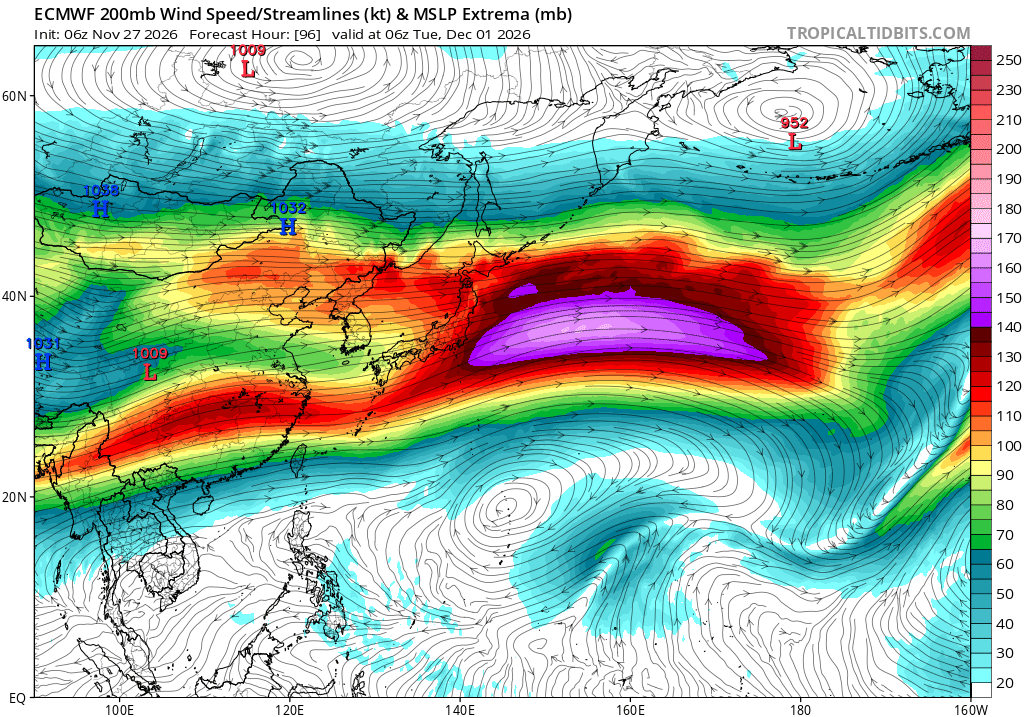 ECMWF 200mb Wind Speed/Streamlines (kt) & MSLP Extrema (mb)
Init: 06z Nov 27 2026 Forecast Hour: [96] valid at 06z Tue, Dec 01 2026
TROPICALTIDBITS.COM
1009
L
60N
952
L
1038
H
1032
H
40N
1031
H
1009
L
20N
EQ
100E
120E
140E
160E
180
160W
250
230
210
200
190
180
170
160
150
140
130
120
110
100
90
80
70
60
50
40
30
20